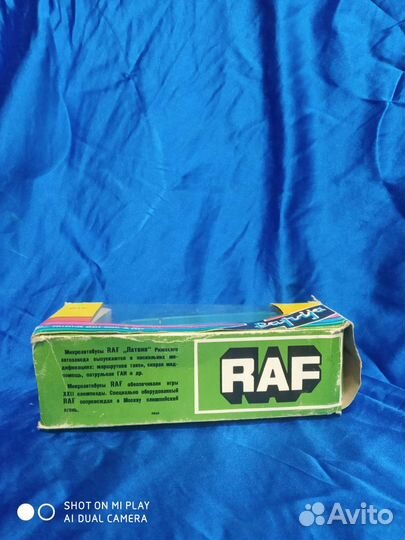 Микроавтобусы RAF „Латвия" Рижского
автозавода выпускаются в нескольких мо-
дификациях: маршрутное такси, скорая мед-
помощь, патрульная ГАИ и др.
Микроавтобусы RAF обслуживали игры
XXII олимпиады. Специально оборудованный
RAF сопровождал в Москву олимпийский
огонь.
RAF
SHOT ON MI PLAY
AI DUAL CAMERA
Avito